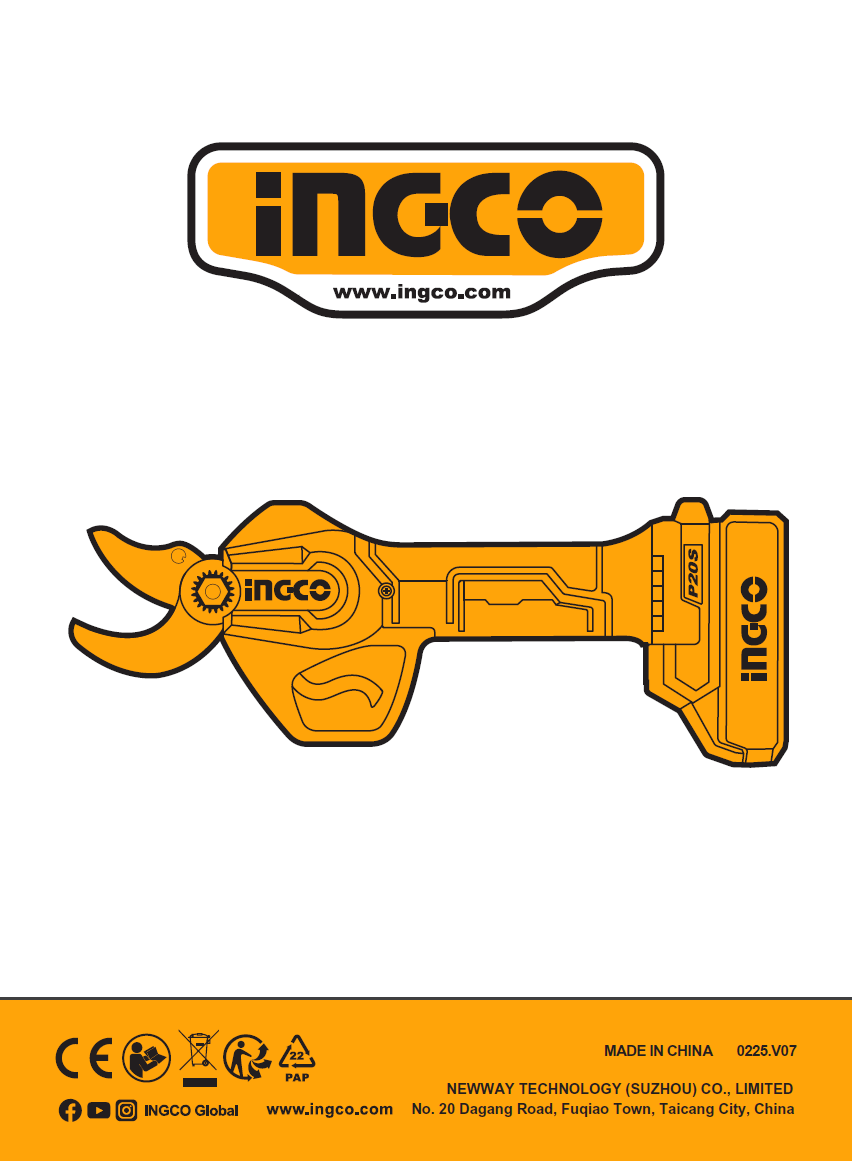 INGCO
www.ingco.com
INGCO
P20S
INGCO
CE
22
PAP
MADE IN CHINA 0225.V07
NEWWAY TECHNOLOGY (SUZHOU) CO., LIMITED
INGCO Global www.ingco.com No. 20 Dagang Road, Fuqiao Town, Taicang City, China